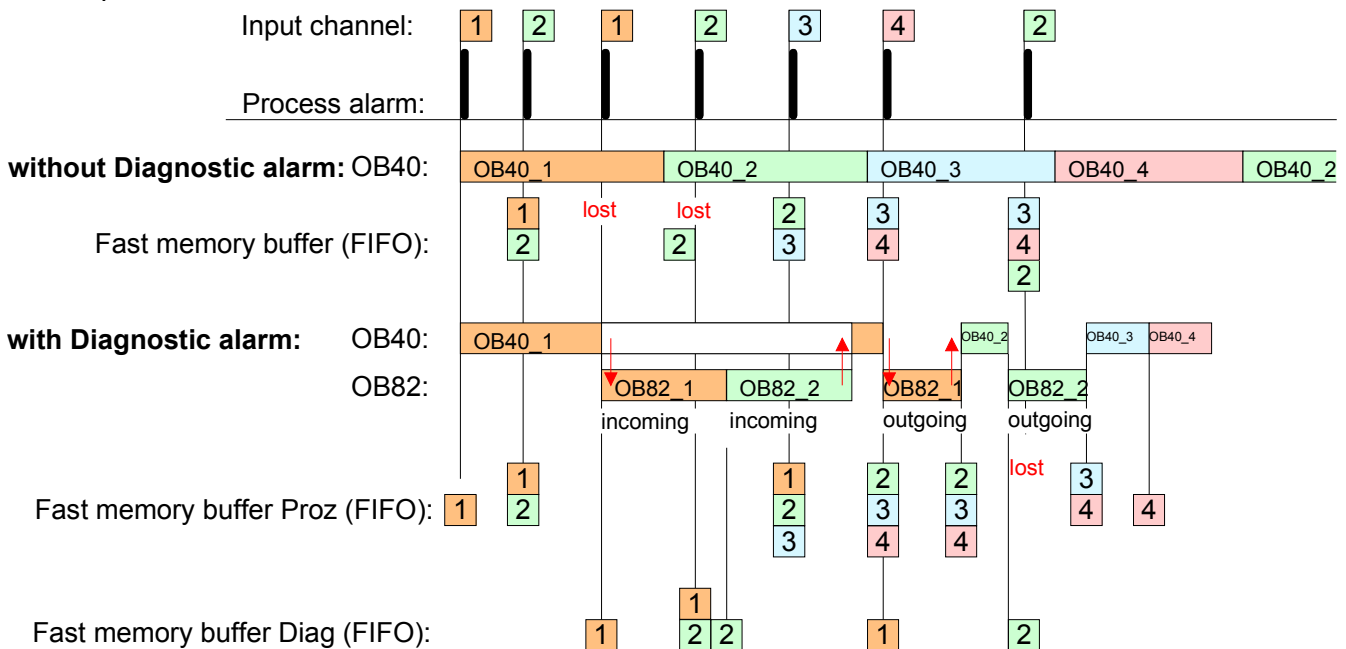 Input channel: 1 2 1 2 3 4 2
Process alarm:
without Diagnostic alarm: OB40: OB40_1 OB40_2 OB40_3 OB40_4 OB40_2
1 lost lost 2 3 3
Fast memory buffer (FIFO): 2 2 3 4 4
2
with Diagnostic alarm: OB40: OB40_1 OB40_2 OB40_3 OB40_4
OB82: OB82_1 OB82_2 OB82_1 OB82_2
incoming incoming outgoing outgoing
1 1 2 2 lost 3
Fast memory buffer Proz (FIFO): 1 2 2 3 3 4 4
3 4 4
1
Fast memory buffer Diag (FIFO): 1 2 2 1 2